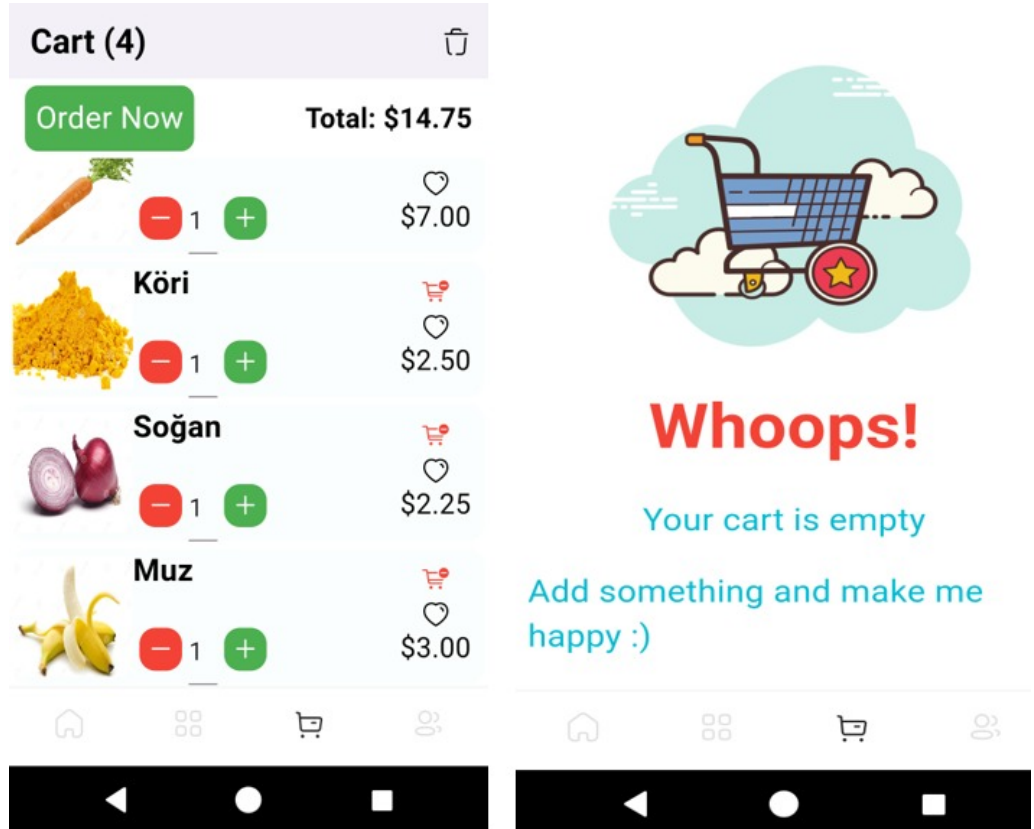 Cart (4)
Order Now
Total: $14.75
1
$7.00
Köri
1
$2.50
Soğan
1
$2.25
Muz
1
$3.00
Whoops!
Your cart is empty
Add something and make me
happy :)